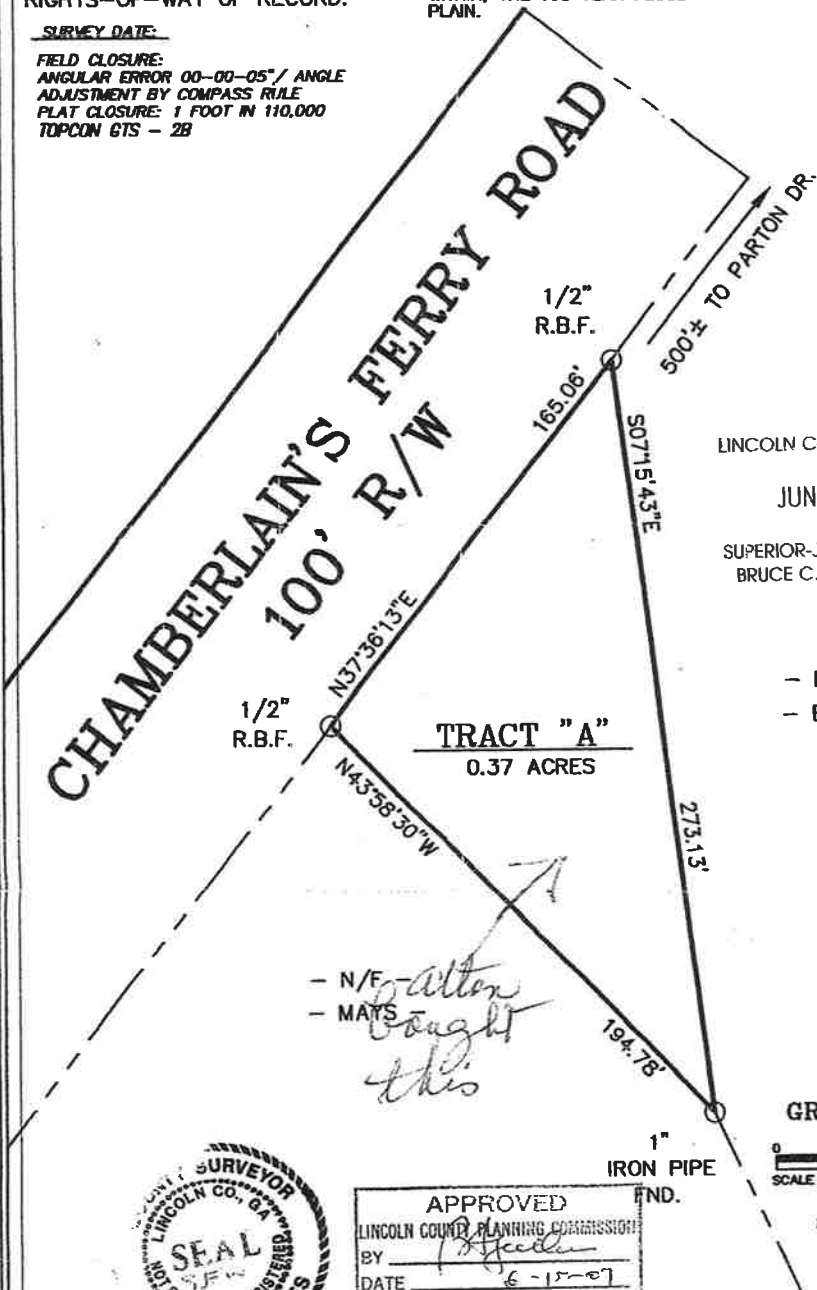 RIGHTS-OF-WAY OF RECORD.
PLAIN.
SURVEY DATE:
FIELD CLOSURE:
ANGULAR ERROR 00-00-05"/ ANGLE
ADJUSTMENT BY COMPASS RULE
PLAT CLOSURE: 1 FOOT IN 110,000
TOPCON GTS - 2B
CHAMBERLAIN'S FERRY ROAD
100' R/W
500'± TO PARTON DR.
1/2"
R.B.F.
165.06'
N37°36'13"E
S07°15'43"E
273.13'
LINCOLN C
JUN
SUPERIOR-
BRUCE C.
1/2"
R.B.F.
TRACT "A"
0.37 ACRES
N43°58'30"W
194.78'
- N/F -
- MAYS -
alton
bought
this
1"
IRON PIPE
FND.
GR
0
SCALE
COUNTY SURVEYOR
LINCOLN CO., GA
SEAL
APPROVED
LINCOLN COUNTY PLANNING COMMISSION
BY
DATE 6-15-07